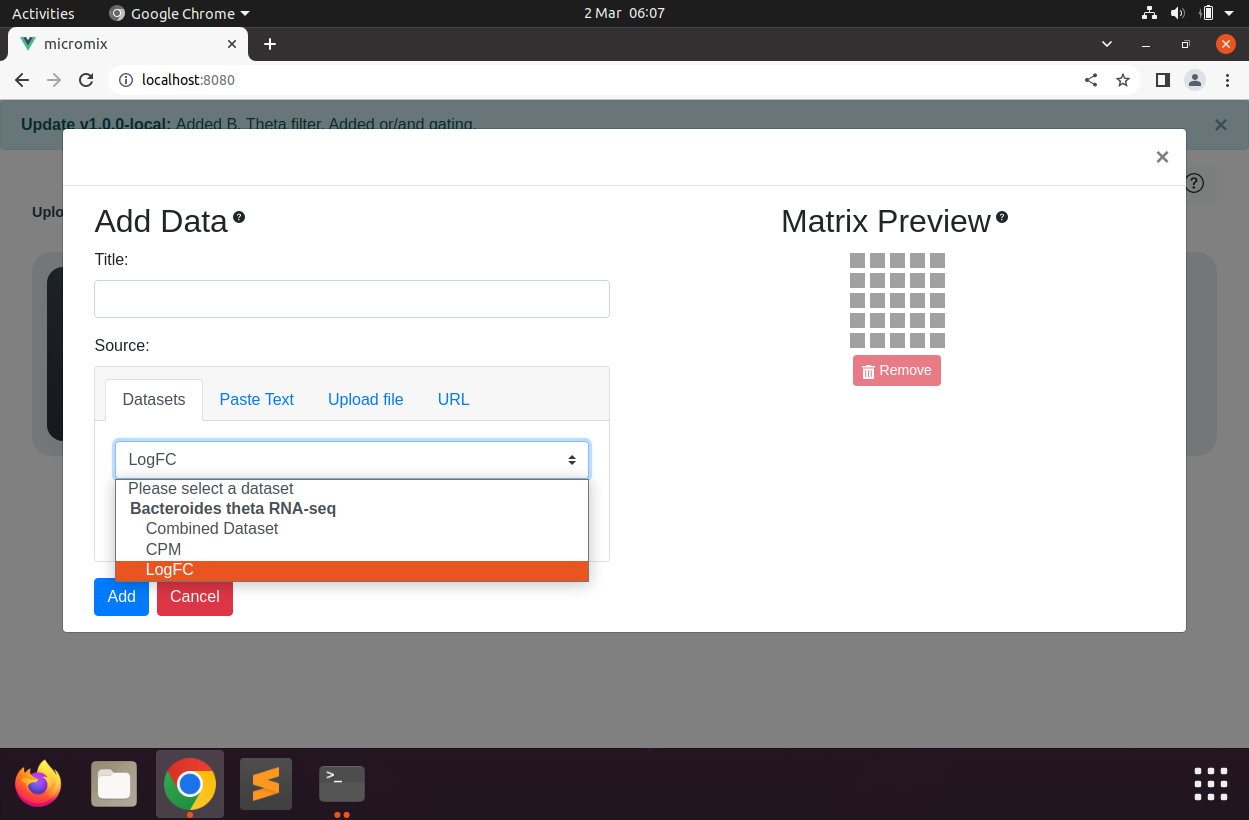 Activities
Google Chrome
2 Mar 06:07
micromix
localhost:8080
Update v1.0.0-local: Added B. Theta filter. Added or/and gating.
Uplo
Add Data
Title:
Source:
Datasets
Paste Text
Upload file
URL
LogFC
Please select a dataset
Bacteroides theta RNA-seq
Combined Dataset
CPM
LogFC
Add
Cancel
Matrix Preview
Remove